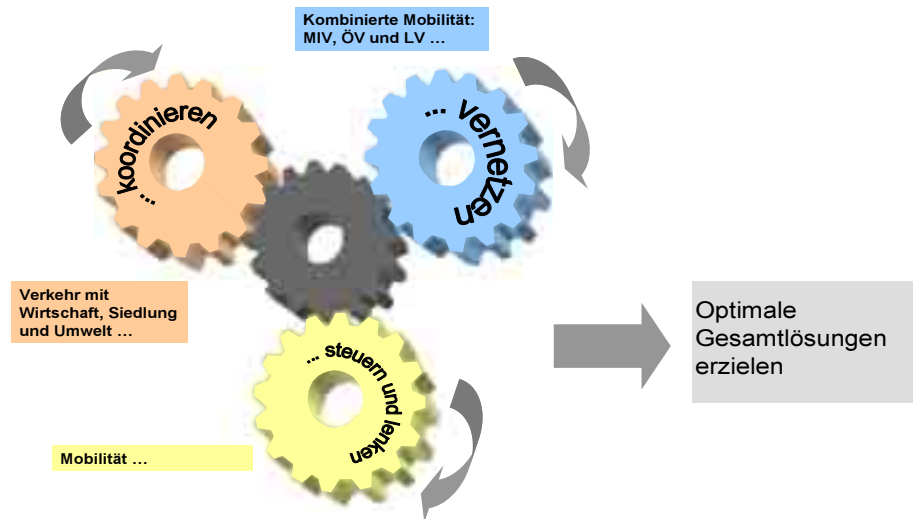 Kombinierte Mobilität:
MIV, ÖV und LV …
... koordinieren
... vernetzen
Verkehr mit
Wirtschaft, Siedlung
und Umwelt …
Optimale
Gesamtlösungen
erzielen
... steuern und lenken
Mobilität …